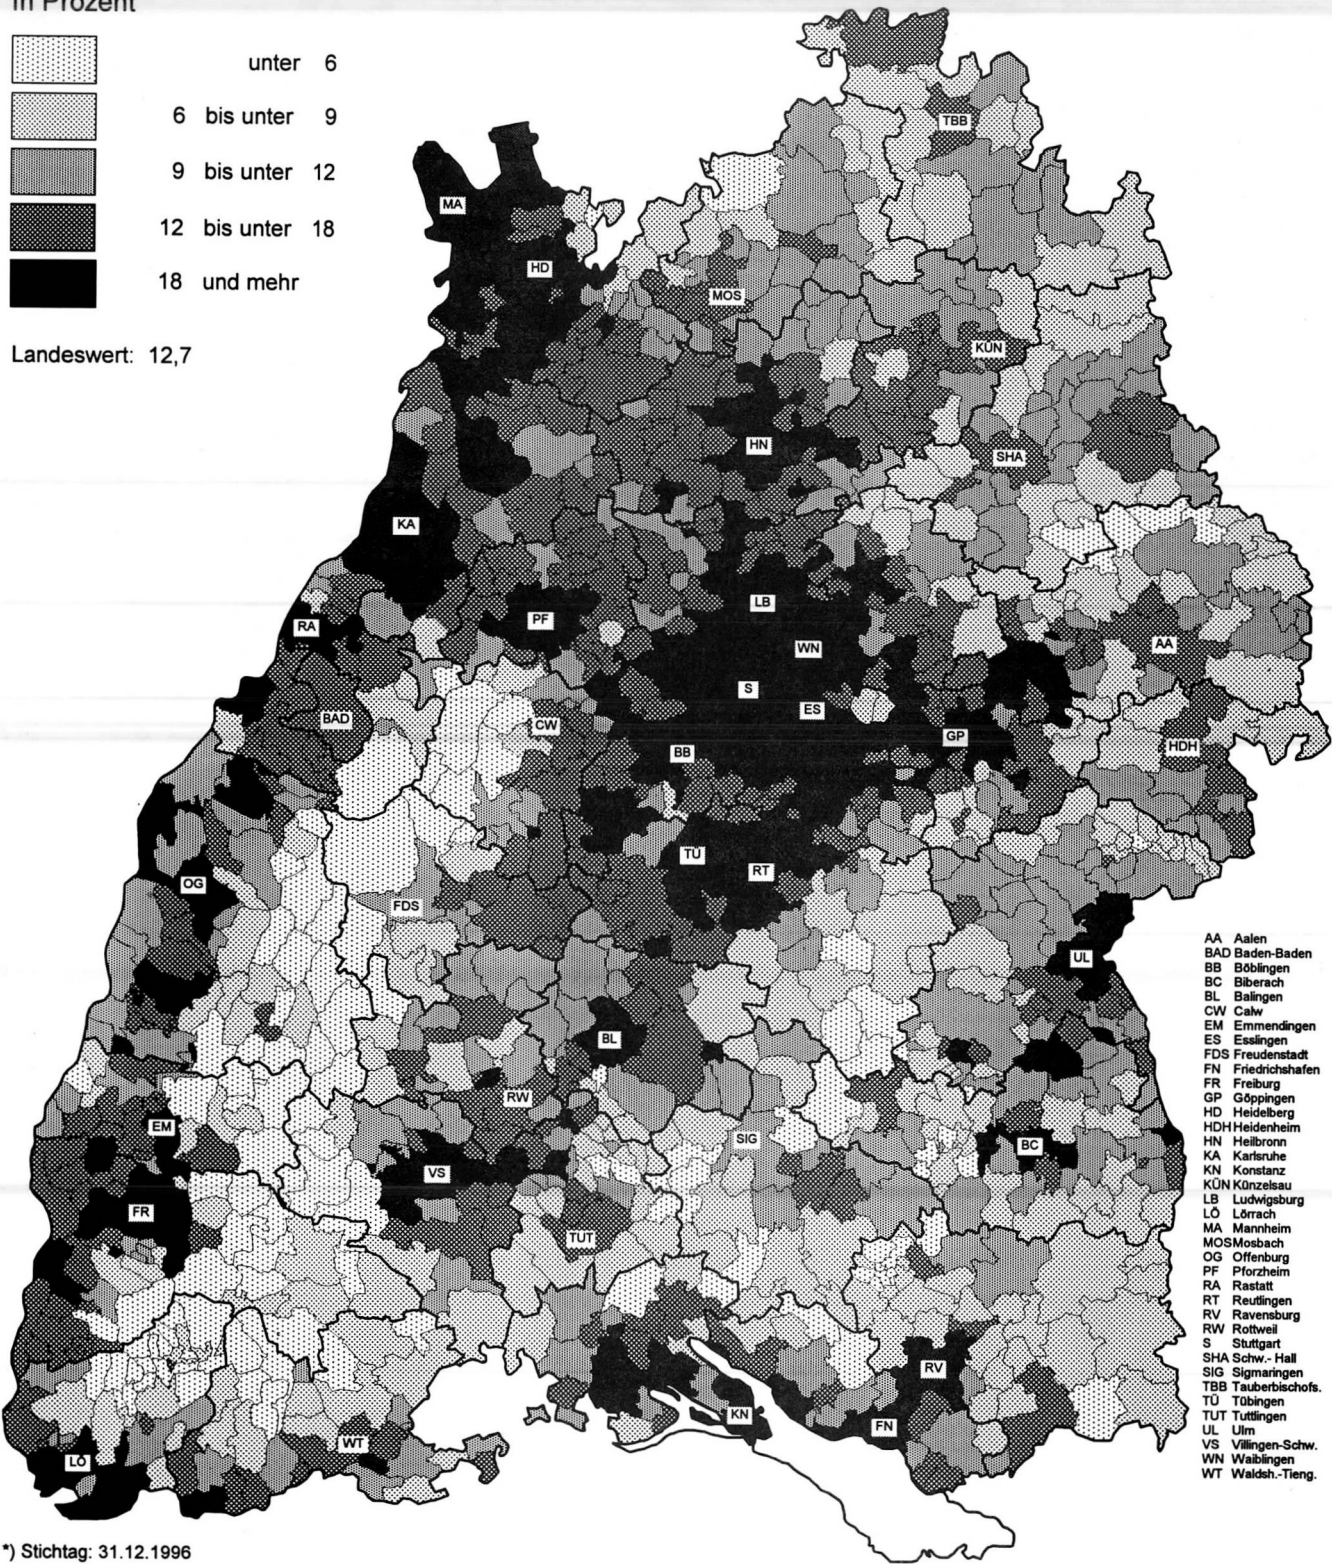 In Prozent
unter 6
6 bis unter 9
9 bis unter 12
12 bis unter 18
18 und mehr
Landeswert: 12,7
TBB
MA
HD
MOS
KÜN
HN
SHA
KA
LB
PF
RA
WN
AA
S
ES
BAD
CW
GP
HDH
BB
TÜ
RT
OG
FDS
UL
BL
RW
EM
SIG
BC
VS
FR
TUT
RV
KN
FN
WT
LÖ
AA Aalen
BAD Baden-Baden
BB Böblingen
BC Biberach
BL Balingen
CW Calw
EM Emmendingen
ES Esslingen
FDS Freudenstadt
FN Friedrichshafen
FR Freiburg
GP Göppingen
HD Heidelberg
HDH Heidenheim
HN Heilbronn
KA Karlsruhe
KN Konstanz
KÜN Künzelsau
LB Ludwigsburg
LÖ Lörrach
MA Mannheim
MOS Mosbach
OG Offenburg
PF Pforzheim
RA Rastatt
RT Reutlingen
RV Ravensburg
RW Rottweil
S Stuttgart
SHA Schw.- Hall
SIG Sigmaringen
TBB Tauberbischofs.
TÜ Tübingen
TUT Tuttlingen
UL Ulm
VS Villingen-Schw.
WN Waiblingen
WT Waldsh.-Tieng.
*) Stichtag: 31.12.1996